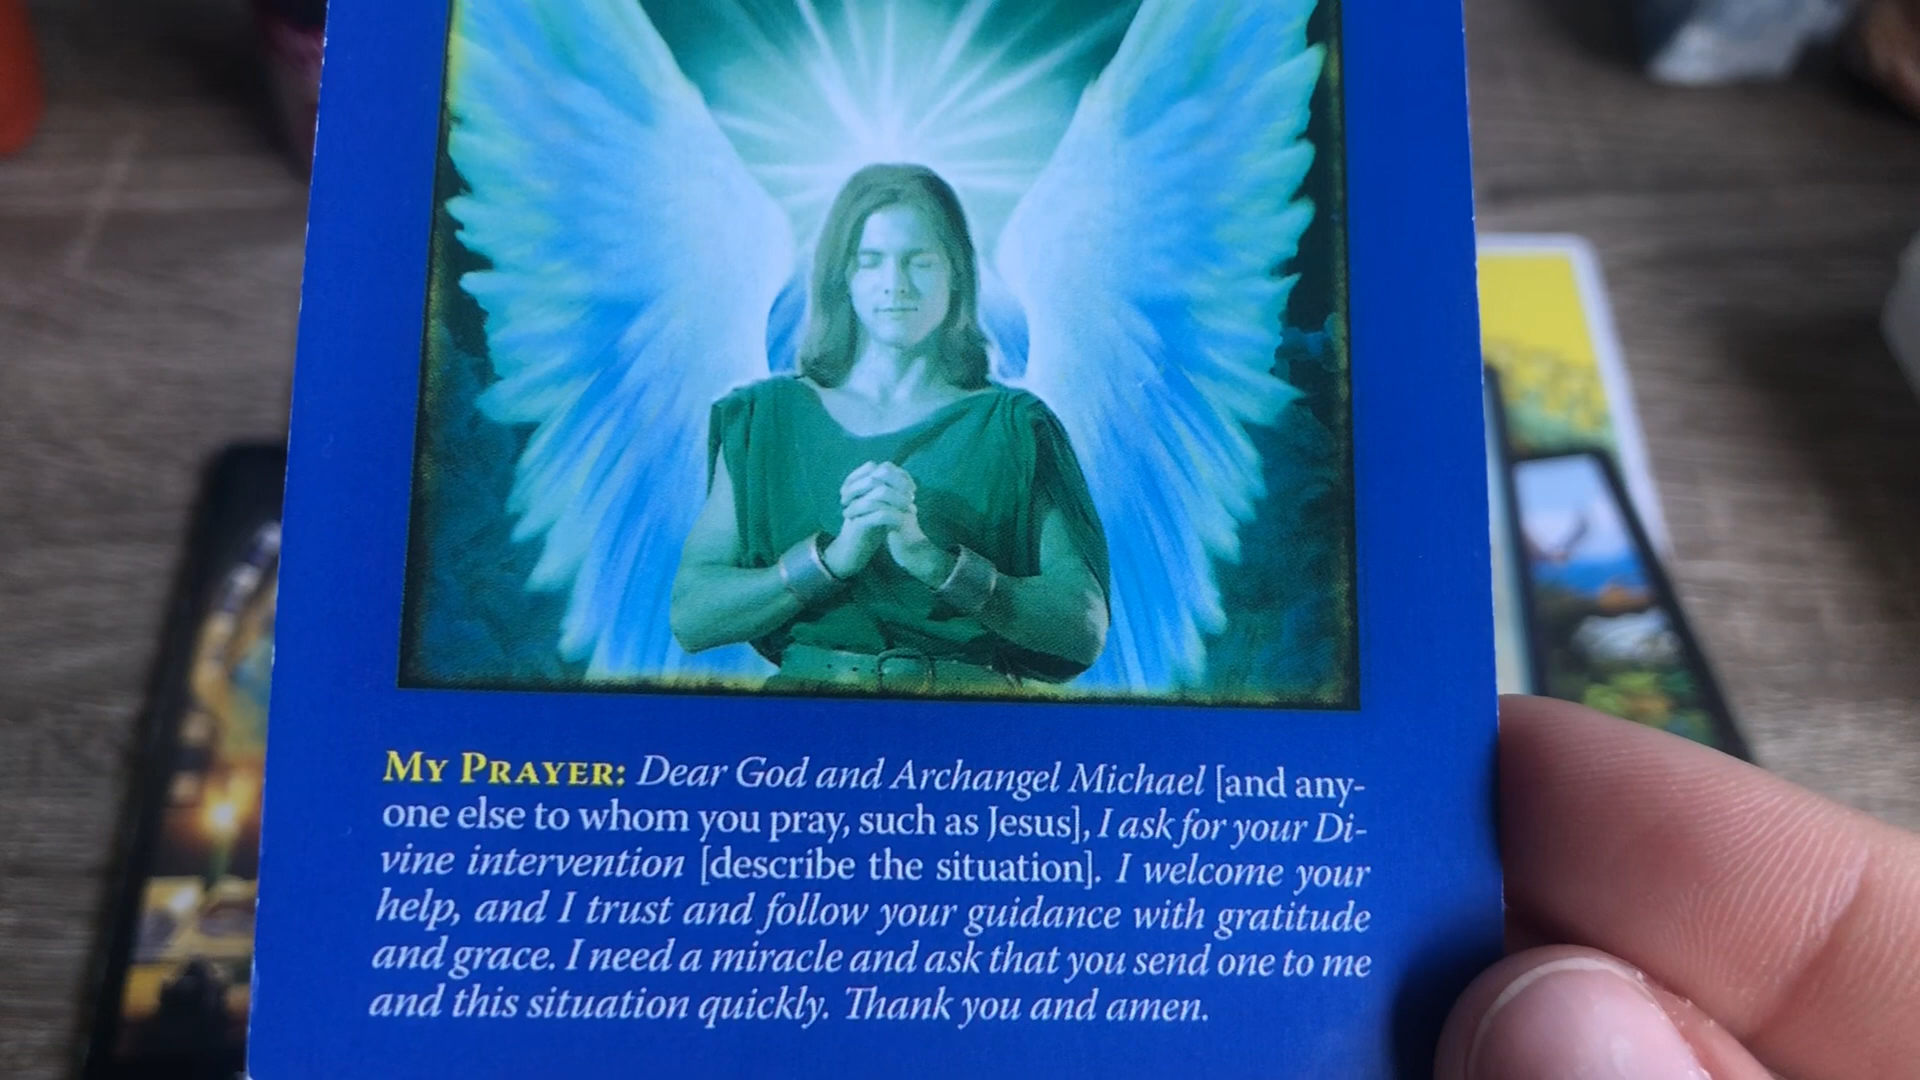 MY PRAYER: Dear God and Archangel Michael [and any-
one else to whom you pray, such as Jesus], I ask for your Di-
vine intervention [describe the situation]. I welcome your
help, and I trust and follow your guidance with gratitude
and grace. I need a miracle and ask that you send one to me
and this situation quickly. Thank you and amen.